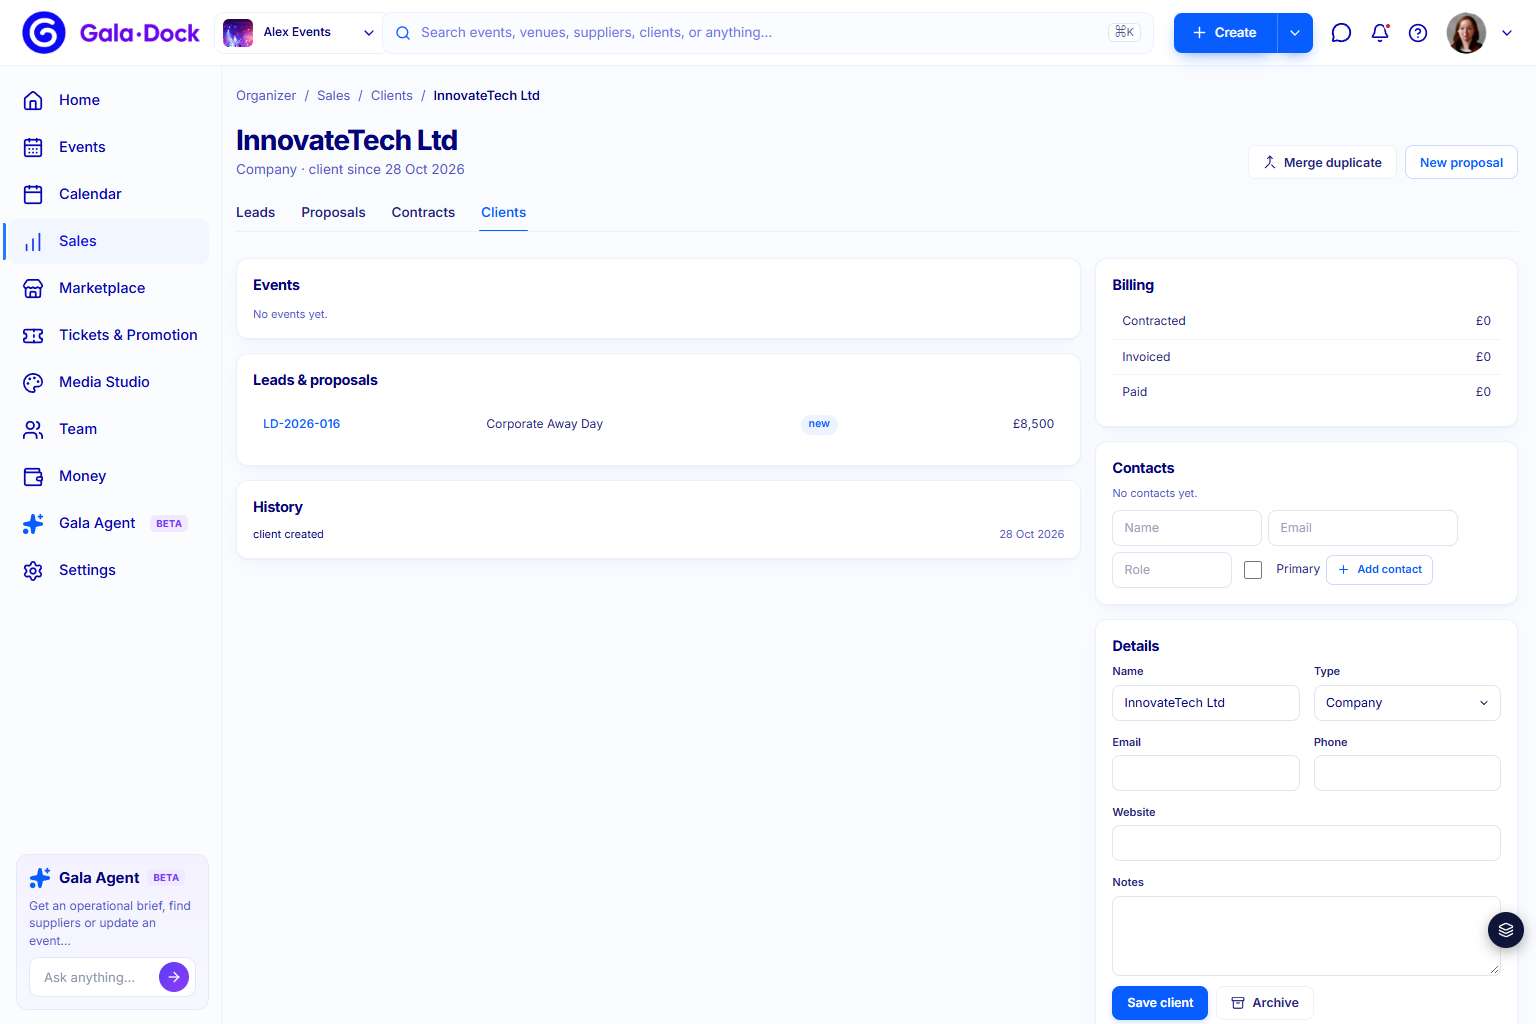 Gala·Dock
Alex Events
Search events, venues, suppliers, clients, or anything...
⌘K
+ Create
Home
Events
Calendar
Sales
Marketplace
Tickets & Promotion
Media Studio
Team
Money
Gala Agent BETA
Settings
Gala Agent BETA
Get an operational brief, find
suppliers or update an
event...
Ask anything...
Organizer / Sales / Clients / InnovateTech Ltd
InnovateTech Ltd
Company · client since 28 Oct 2026
Merge duplicate
New proposal
Leads Proposals Contracts Clients
Events
No events yet.
Leads & proposals
LD-2026-016 Corporate Away Day new £8,500
History
client created 28 Oct 2026
Billing
Contracted £0
Invoiced £0
Paid £0
Contacts
No contacts yet.
Name Email
Role Primary + Add contact
Details
Name Type
InnovateTech Ltd Company
Email Phone
Website
Notes
Save client Archive